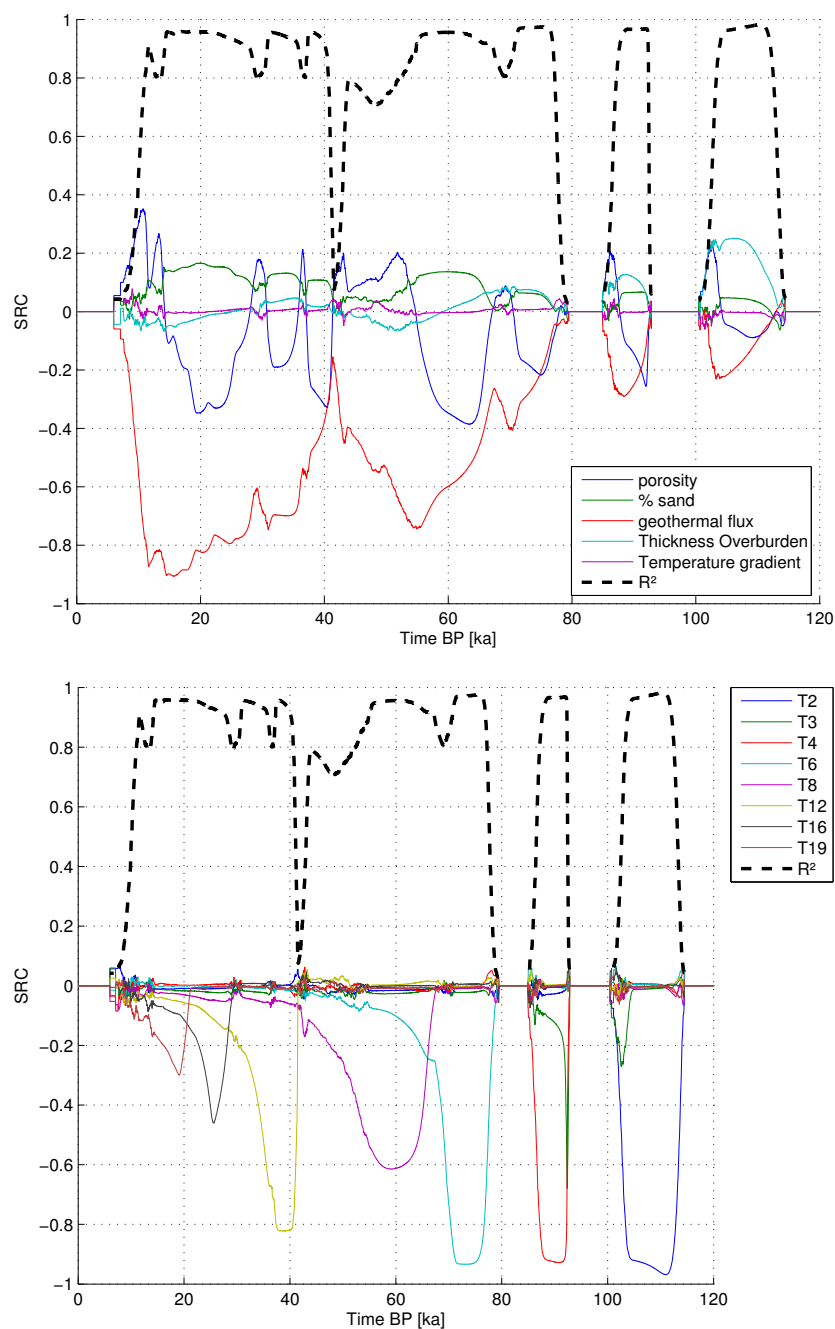 1
0.8
0.6
0.4
0.2
0
−0.2
−0.4
−0.6
−0.8
−1
SRC
0 20 40 60 80 100 120
Time BP [ka]
porosity
% sand
geothermal flux
Thickness Overburden
Temperature gradient
R²
1
0.8
0.6
0.4
0.2
0
−0.2
−0.4
−0.6
−0.8
−1
SRC
0 20 40 60 80 100 120
Time BP [ka]
T2
T3
T4
T6
T8
T12
T16
T19
R²